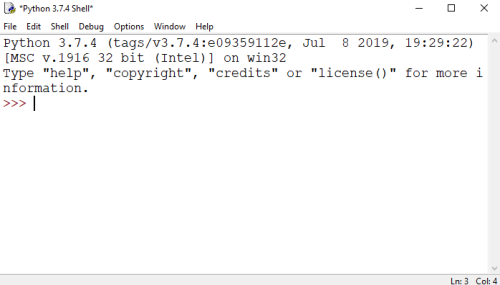 *Python 3.7.4 Shell*
File Edit Shell Debug Options Window Help
Python 3.7.4 (tags/v3.7.4:e09359112e, Jul  8 2019, 19:29:22)
[MSC v.1916 32 bit (Intel)] on win32
Type "help", "copyright", "credits" or "license()" for more i
nformation.
>>>
Ln: 3 Col: 4